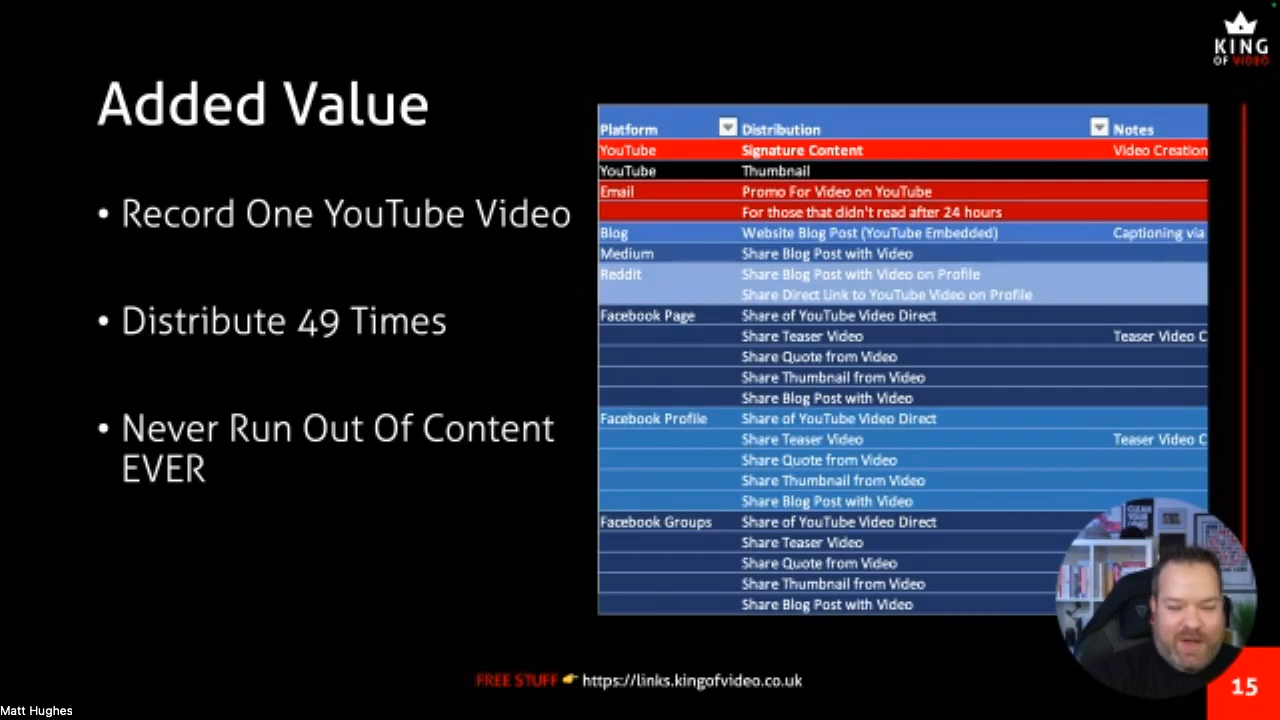 KING
OF VIDEO
Added Value
• Record One YouTube Video
• Distribute 49 Times
• Never Run Out Of Content
EVER
Platform Distribution Notes
YouTube Signature Content Video Creation
YouTube Thumbnail
Email Promo For Video on YouTube
For those that didn't read after 24 hours
Blog Website Blog Post (YouTube Embedded) Captioning via
Medium Share Blog Post with Video
Reddit Share Blog Post with Video on Profile
Share Direct Link to YouTube Video on Profile
Facebook Page Share of YouTube Video Direct
Share Teaser Video Teaser Video C
Share Quote from Video
Share Thumbnail from Video
Share Blog Post with Video
Facebook Profile Share of YouTube Video Direct
Share Teaser Video Teaser Video C
Share Quote from Video
Share Thumbnail from Video
Share Blog Post with Video
Facebook Groups Share of YouTube Video Direct
Share Teaser Video
Share Quote from Video
Share Thumbnail from Video
Share Blog Post with Video
FREE STUFF 👉 https://links.kingofvideo.co.uk
15
Matt Hughes